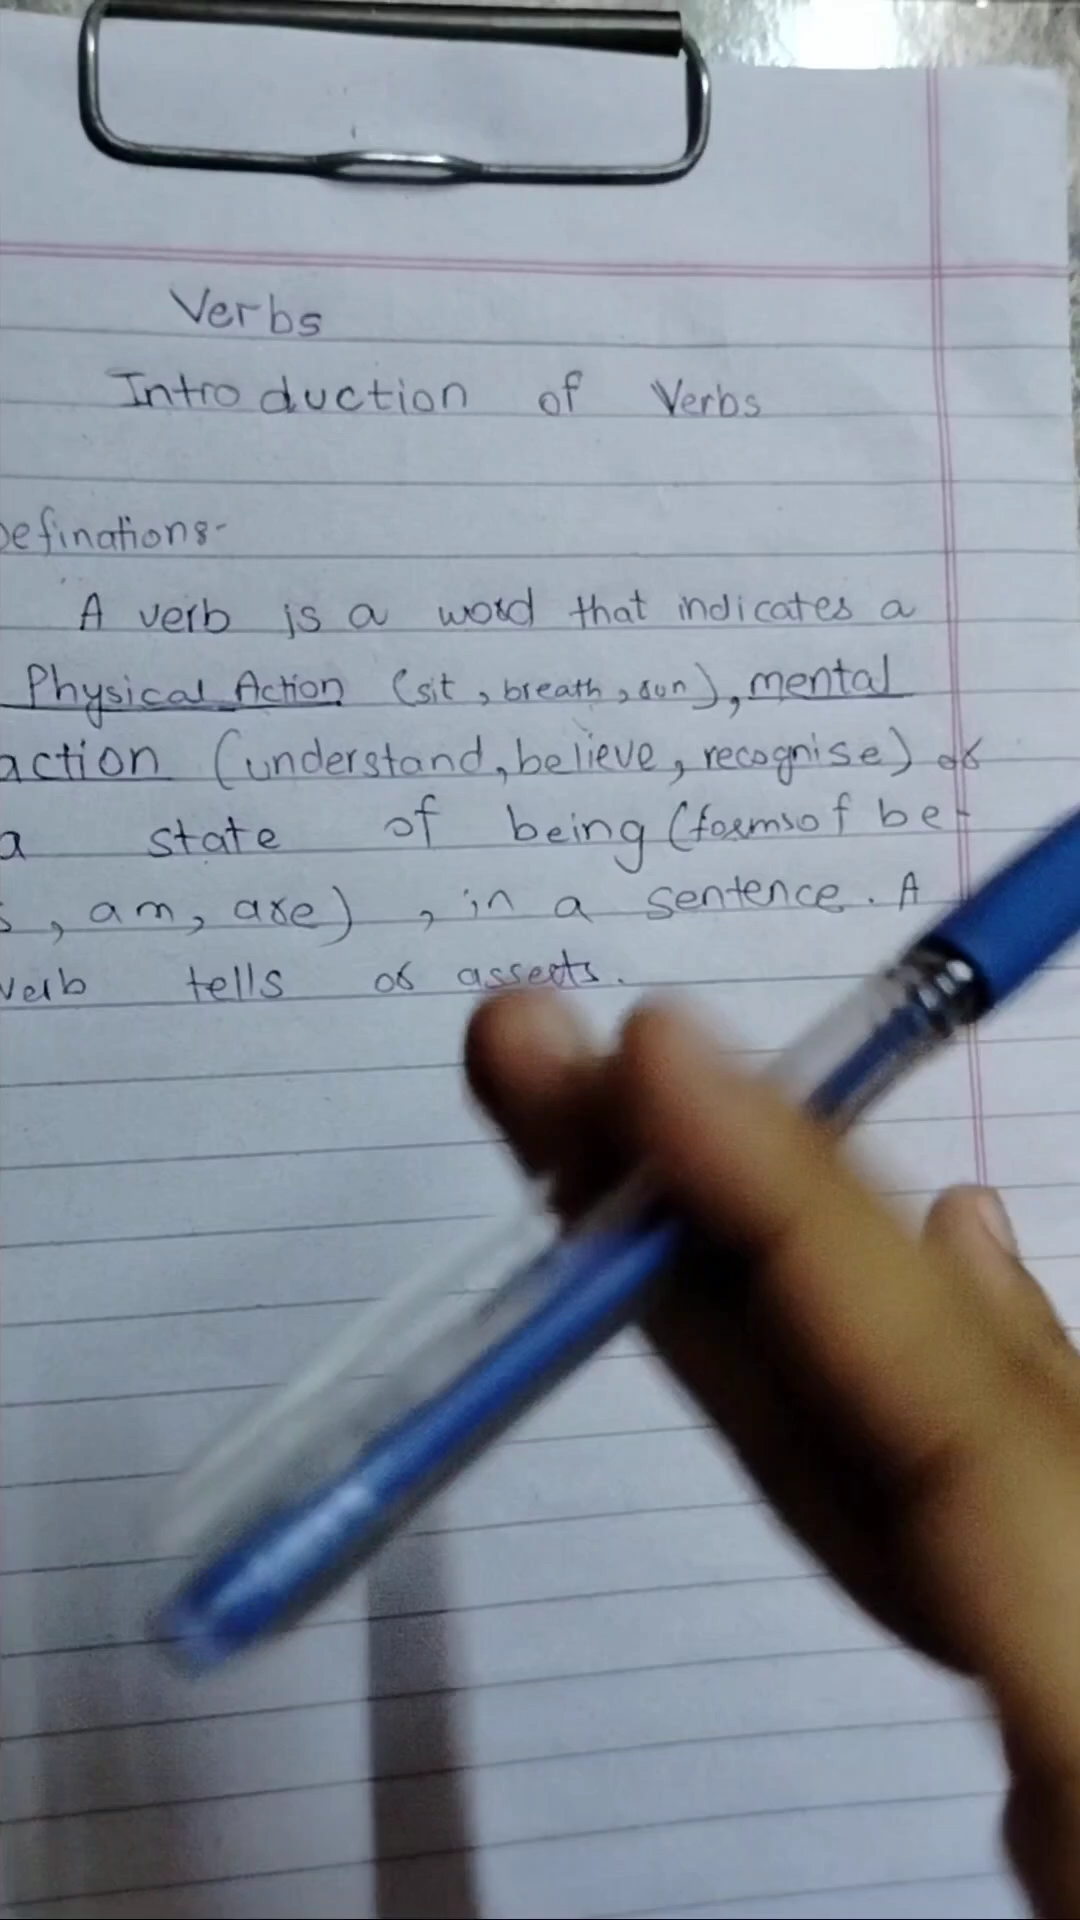 Verbs
Introduction of Verbs
Definations-
A verb is a word that indicates a
Physical Action (sit, breath, run), mental
action (understand, believe, recognise) or
a state of being (forms of be-
s, am, are), in a sentence. A
verb tells or asserts.